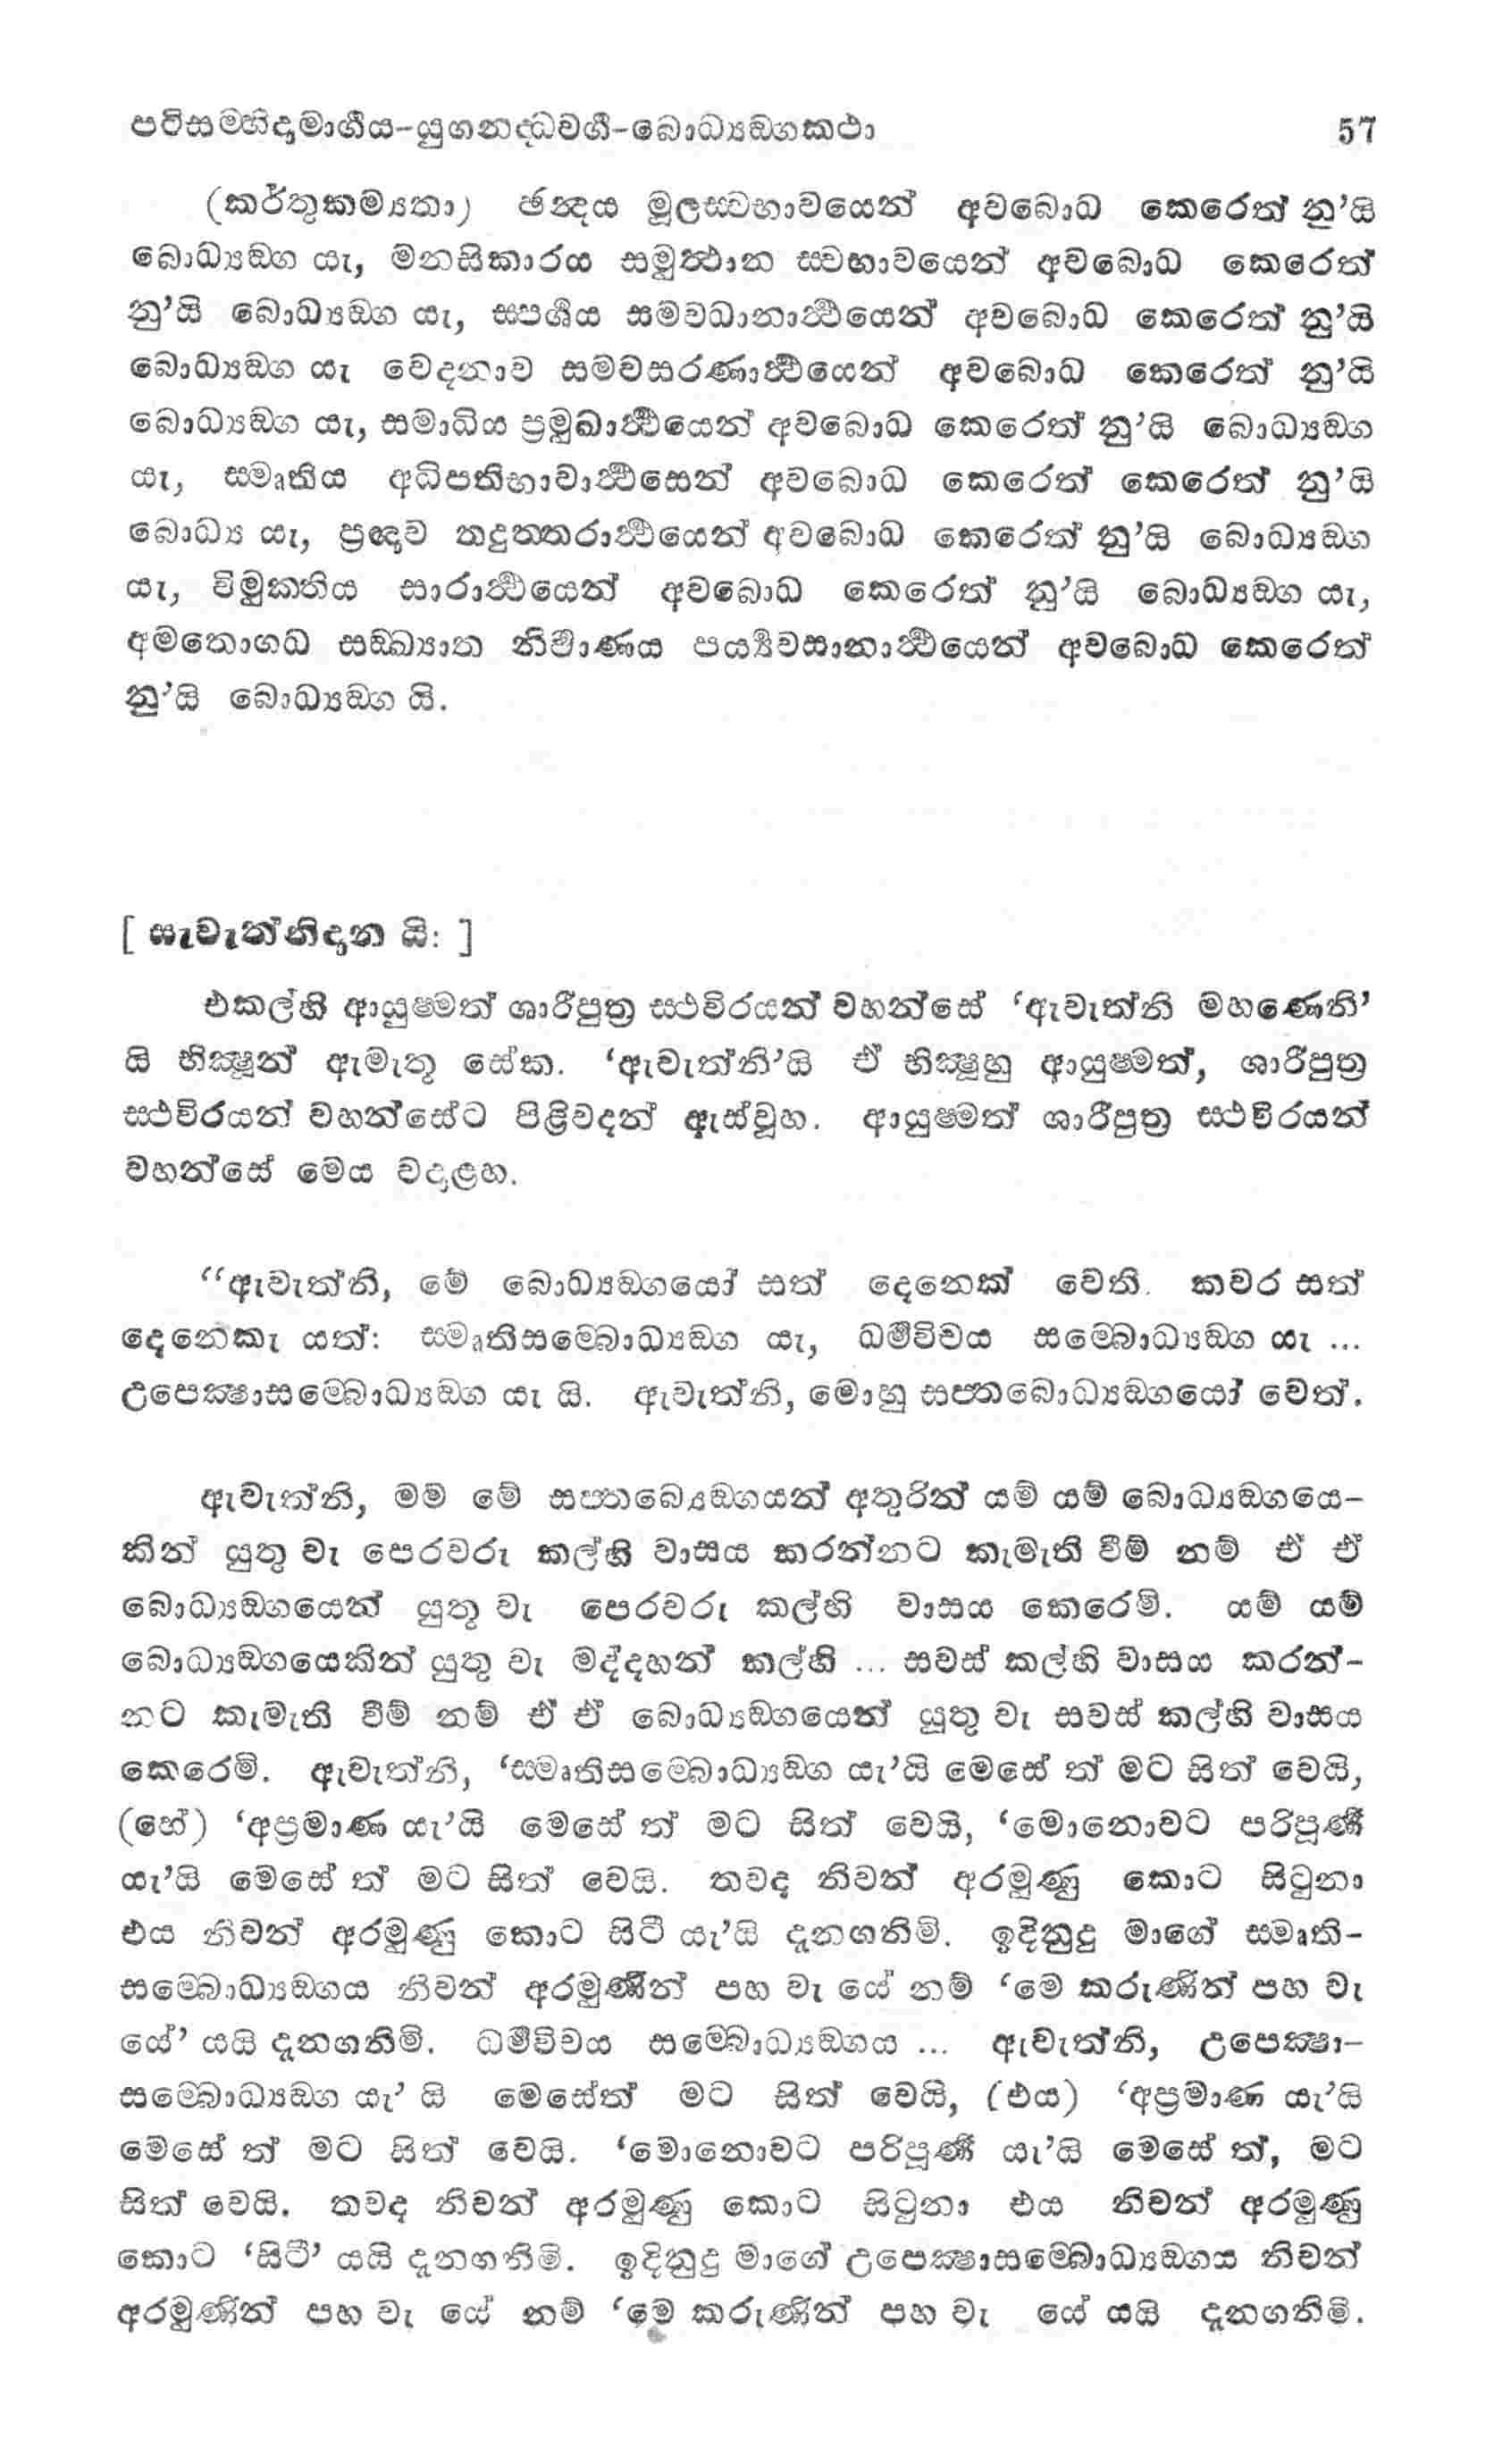 පටිසම්භිදාමාර්ගය-යුගනද්ධවර්ග-බොධ්‍යඞ්ගකථා 57
(කර්තුකම්‍යතා) ඡන්‍දය මූලස්වභාවයෙන් අවබොධ කෙරෙත් නු’යි
බොධ්‍යඞ්ග යැ, මනසිකාරය සමුත්‍ථාන ස්වභාවයෙන් අවබොධ කෙරෙත්
නු’යි බොධ්‍යඞ්ග යැ, ස්පර්‍ශය සමවධානාර්‍ත්‍ථයෙන් අවබොධ කෙරෙත් නු’යි
බොධ්‍යඞ්ග යැ වෙදනාව සමවසරණාර්‍ත්‍ථයෙන් අවබොධ කෙරෙත් නු’යි
බොධ්‍යඞ්ග යැ, සමාධිය ප්‍රමුඛාර්‍ත්‍ථයෙන් අවබොධ කෙරෙත් නු’යි බොධ්‍යඞ්ග
යැ, ස්මෘතිය අධිපතිභාවාර්‍ත්‍ථසෙන් අවබොධ කෙරෙත් කෙරෙත් නු’යි
බොධ්‍ය යැ, ප්‍රඥාව තදුත්තරාර්‍ත්‍ථයෙන් අවබොධ කෙරෙත් නු’යි බොධ්‍යඞ්ග
යැ, විමුක්තිය සාරාර්‍ත්‍ථයෙන් අවබොධ කෙරෙත් නු’යි බොධ්‍යඞ්ග යැ,
අමතොගධ සඞ්ඛ්‍යාත නිර්‍වාණය පර්‍ය්‍යවසානාර්‍ත්‍ථයෙන් අවබොධ කෙරෙත්
නු’යි බොධ්‍යඞ්ග යි.
[ සැවැත්නිදාන යි: ]
එකල්හි ආයුෂ්මත් ශාරීපුත්‍ර ස්ථවිරයන් වහන්සේ ‘ඇවැත්නි මහණෙනි’
යි භික්‍ෂූන් ඇමැතූ සේක. ‘ඇවැත්නි’යි ඒ භික්‍ෂූහු ආයුෂ්මත්, ශාරීපුත්‍ර
ස්ථවිරයන් වහන්සේට පිළිවදන් ඇස්වූහ. ආයුෂ්මත් ශාරීපුත්‍ර ස්ථවිරයන්
වහන්සේ මෙය වදාළහ.
“ඇවැත්නි, මේ බොධ්‍යඞ්ගයෝ සත් දෙනෙක් වෙති. කවර සත්
දෙනෙකැ යත්: ස්මෘතිසම්බොධ්‍යඞ්ග යැ, ධර්‍මවිචය සම්බොධ්‍යඞ්ග යැ ...
උපෙක්‍ෂාසම්බොධ්‍යඞ්ග යැ යි. ඇවැත්නි, මොහු සප්තබොධ්‍යඞ්ගයෝ වෙත්.
ඇවැත්නි, මම මේ සප්තබ්‍යෙඞ්ගයන් අතුරින් යම් යම් බොධ්‍යඞ්ගයෙ-
කින් යුතු වැ පෙරවරු කල්හි වාසය කරන්නට කැමැති වීම් නම් ඒ ඒ
බොධ්‍යඞ්ගයෙන් යුතු වැ පෙරවරු කල්හි වාසය කෙරෙමි. යම් යම්
බොධ්‍යඞ්ගයෙකින් යුතු වැ මද්දහන් කල්හි ... සවස් කල්හි වාසය කරන්-
නට කැමැති වීම් නම් ඒ ඒ බොධ්‍යඞ්ගයෙන් යුතු වැ සවස් කල්හි වාසය
කෙරෙමි. ඇවැත්නි, ‘ස්මෘතිසම්බොධ්‍යඞ්ග යැ’යි මෙසේ ත් මට සිත් වෙයි,
(හේ) ‘අප්‍රමාණ යැ’යි මෙසේ ත් මට සිත් වෙයි, ‘මොනොවට පරිපූර්‍ණ
යැ’යි මෙසේ ත් මට සිත් වෙයි. තවද නිවන් අරමුණු කොට සිටුනා
එය නිවන් අරමුණු කොට සිටී යැ’යි දැනගනිමි. ඉදිනුදු මාගේ ස්මෘති-
සම්බොධ්‍යඞ්ගය නිවන් අරමුණින් පහ වැ යේ නම් ‘මෙ කරුණින් පහ වැ
යේ’ යයි දැනගනිමි. ධර්‍මවිචය සම්බොධ්‍යඞ්ගය ... ඇවැත්නි, උපෙක්‍ෂා-
සම්බොධ්‍යඞ්ග යැ’ යි මෙසේත් මට සිත් වෙයි, (එය) ‘අප්‍රමාණ යැ’යි
මෙසේ ත් මට සිත් වෙයි. ‘මොනොවට පරිපූර්‍ණ යැ’යි මෙසේ ත්, මට
සිත් වෙයි. තවද නිවන් අරමුණු කොට සිටුනා එය නිවන් අරමුණු
කොට ‘සිටී’ යයි දැනගනිමි. ඉදිනුදු මාගේ උපෙක්‍ෂාසම්බොධ්‍යඞ්ගය නිවන්
අරමුණින් පහ වැ යේ නම් ‘මෙ කරුණින් පහ වැ යේ යයි දැනගනිමි.